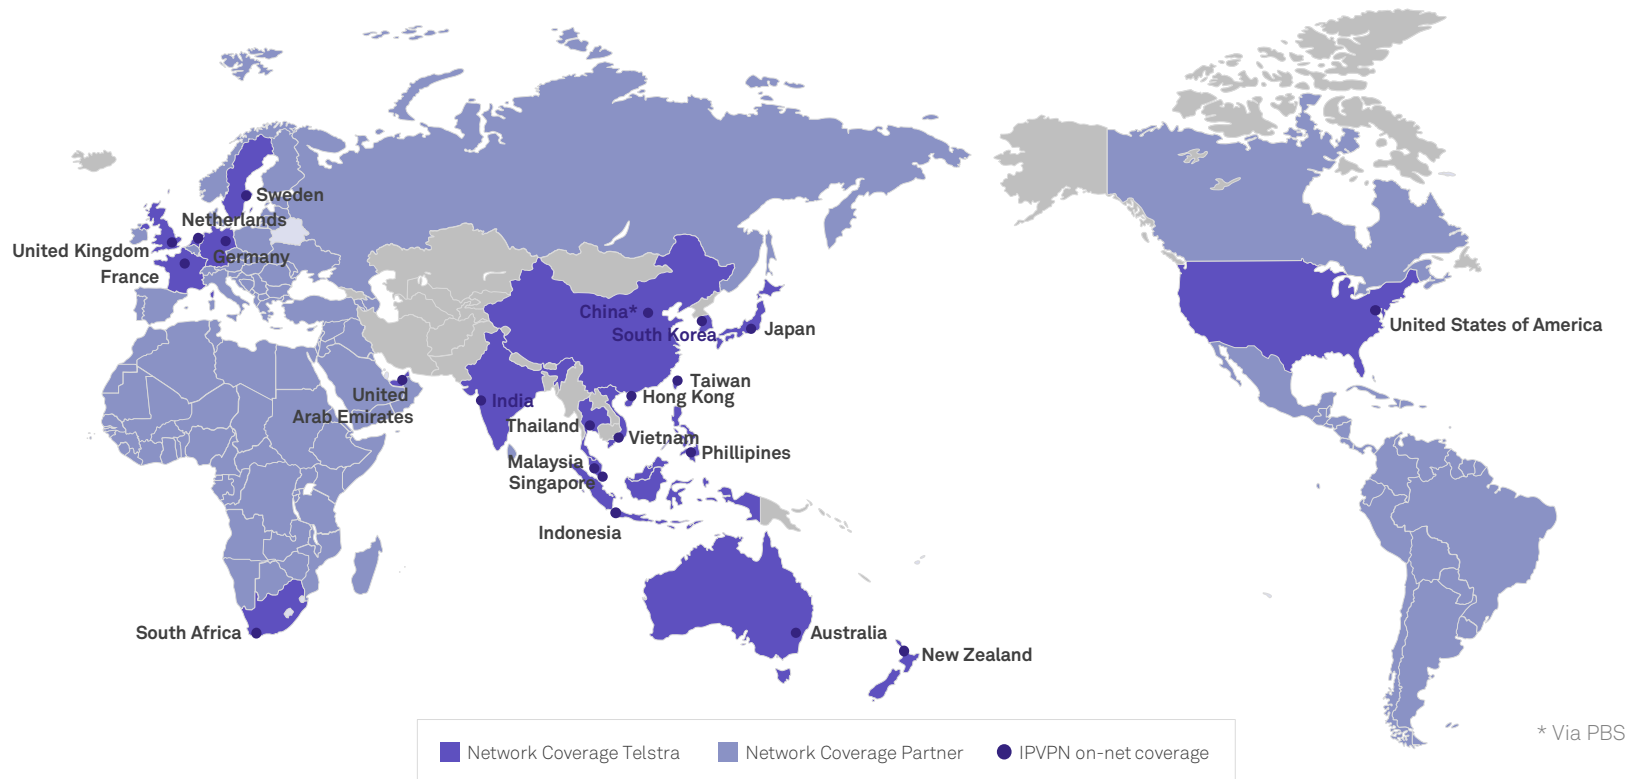 Sweden
Netherlands
United Kingdom
Germany
France
China*
South Korea
Japan
United
Arab Emirates
India
Taiwan
Hong Kong
Thailand
Vietnam
Phillipines
Malaysia
Singapore
Indonesia
United States of America
South Africa
Australia
New Zealand
Network Coverage Telstra
Network Coverage Partner
IPVPN on-net coverage
* Via PBS